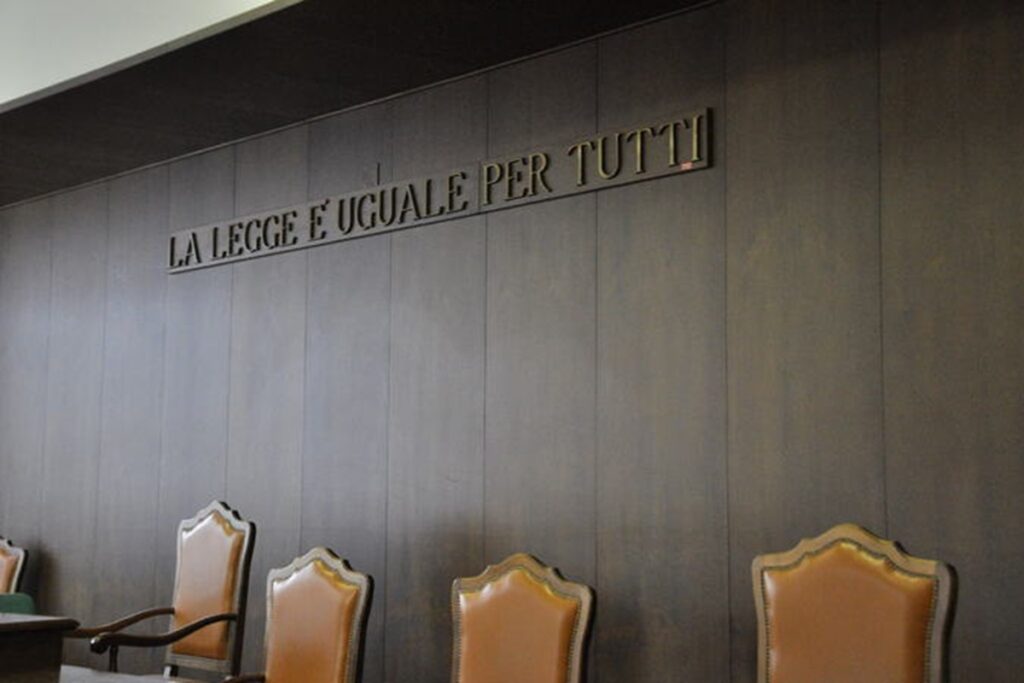 LA LEGGE E' UGUALE PER TUTTI